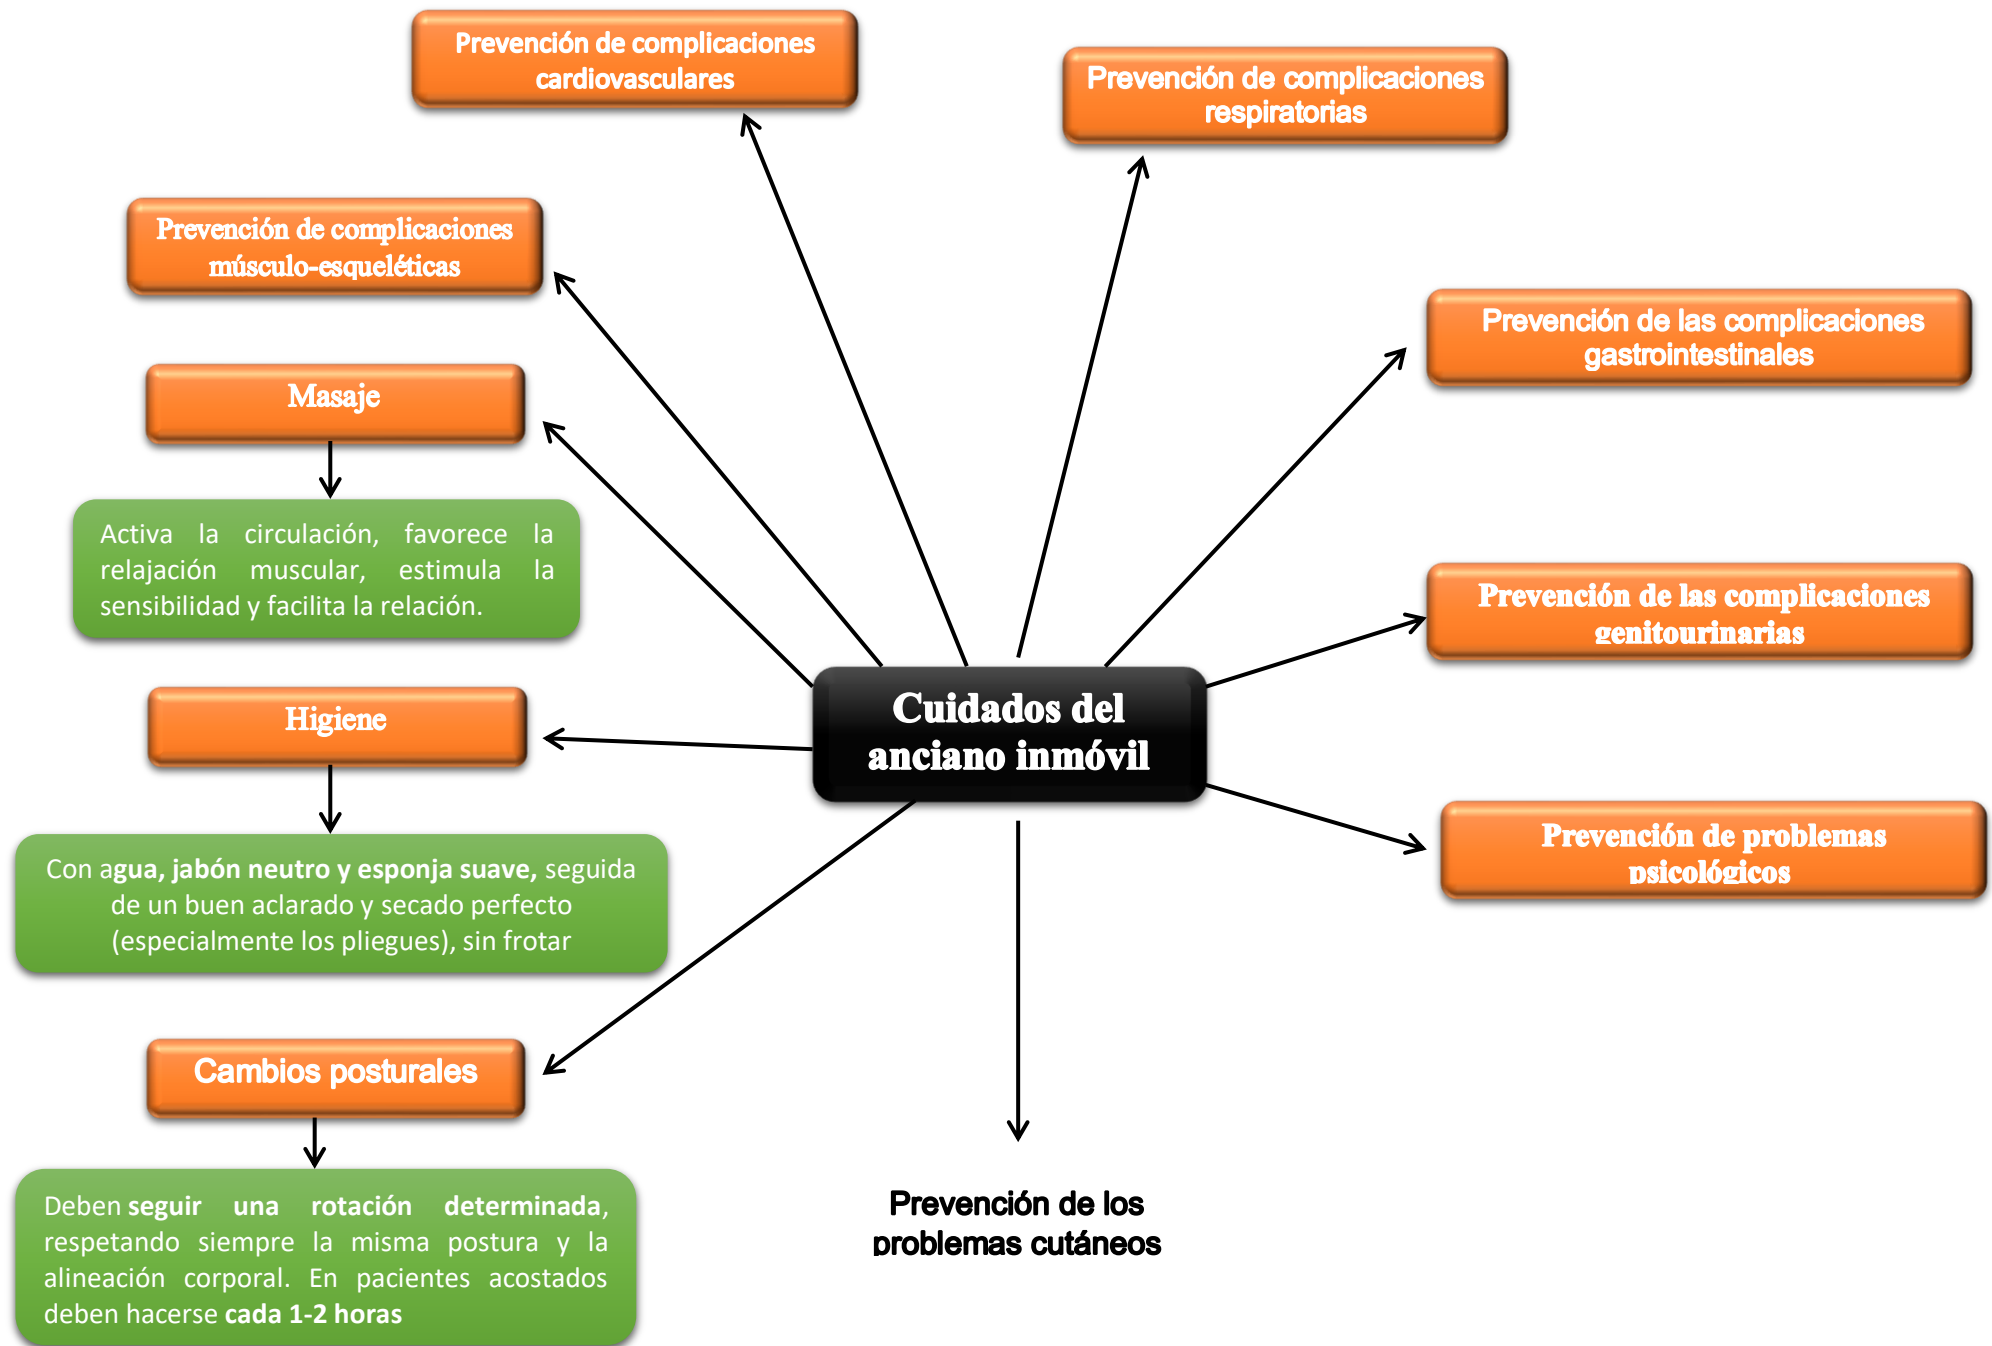 Prevención de complicaciones
cardiovasculares
Prevención de complicaciones
respiratorias
Prevención de complicaciones
músculo-esqueléticas
Prevención de las complicaciones
gastrointestinales
Masaje
Activa la circulación, favorece la
relajación muscular, estimula la
sensibilidad y facilita la relación.
Prevención de las complicaciones
genitourinarias
Cuidados del
anciano inmóvil
Higiene
Con agua, jabón neutro y esponja suave, seguida
de un buen aclarado y secado perfecto
(especialmente los pliegues), sin frotar
Prevención de problemas
psicológicos
Cambios posturales
Deben seguir una rotación determinada,
respetando siempre la misma postura y la
alineación corporal. En pacientes acostados
deben hacerse cada 1-2 horas
Prevención de los
problemas cutáneos